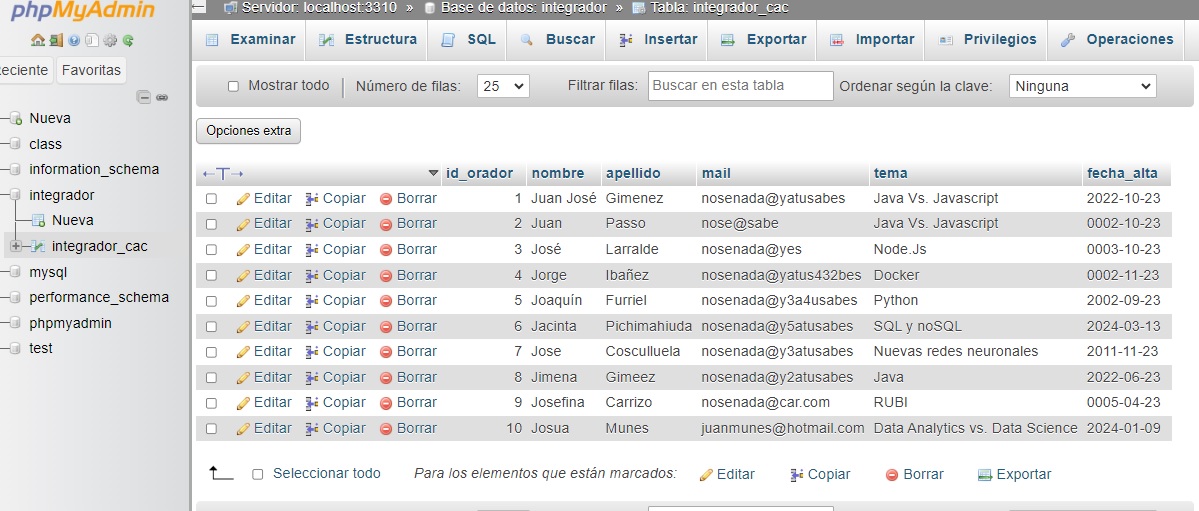 phpMyAdmin
Servidor: localhost:3310 » Base de datos: integrador » Tabla: integrador_cac
Examinar Estructura SQL Buscar Insertar Exportar Importar Privilegios Operaciones
eciente Favoritas
Mostrar todo Número de filas: 25 Filtrar filas: Buscar en esta tabla Ordenar según la clave: Ninguna
Nueva
class
information_schema
integrador
Nueva
integrador_cac
mysql
performance_schema
phpmyadmin
test
Opciones extra
id_orador nombre apellido mail tema fecha_alta
Editar Copiar Borrar 1 Juan José Gimenez nosenada@yatusabes Java Vs. Javascript 2022-10-23
Editar Copiar Borrar 2 Juan Passo nose@sabe Java Vs. Javascript 0002-10-23
Editar Copiar Borrar 3 José Larralde nosenada@yes Node.Js 0003-10-23
Editar Copiar Borrar 4 Jorge Ibañez nosenada@yatus432bes Docker 0002-11-23
Editar Copiar Borrar 5 Joaquín Furriel nosenada@y3a4usabes Python 2002-09-23
Editar Copiar Borrar 6 Jacinta Pichimahiuda nosenada@y5atusabes SQL y noSQL 2024-03-13
Editar Copiar Borrar 7 Jose Cosculluela nosenada@y3atusabes Nuevas redes neuronales 2011-11-23
Editar Copiar Borrar 8 Jimena Gimeez nosenada@y2atusabes Java 2022-06-23
Editar Copiar Borrar 9 Josefina Carrizo nosenada@car.com RUBI 0005-04-23
Editar Copiar Borrar 10 Josua Munes juanmunes@hotmail.com Data Analytics vs. Data Science 2024-01-09
Seleccionar todo Para los elementos que están marcados: Editar Copiar Borrar Exportar